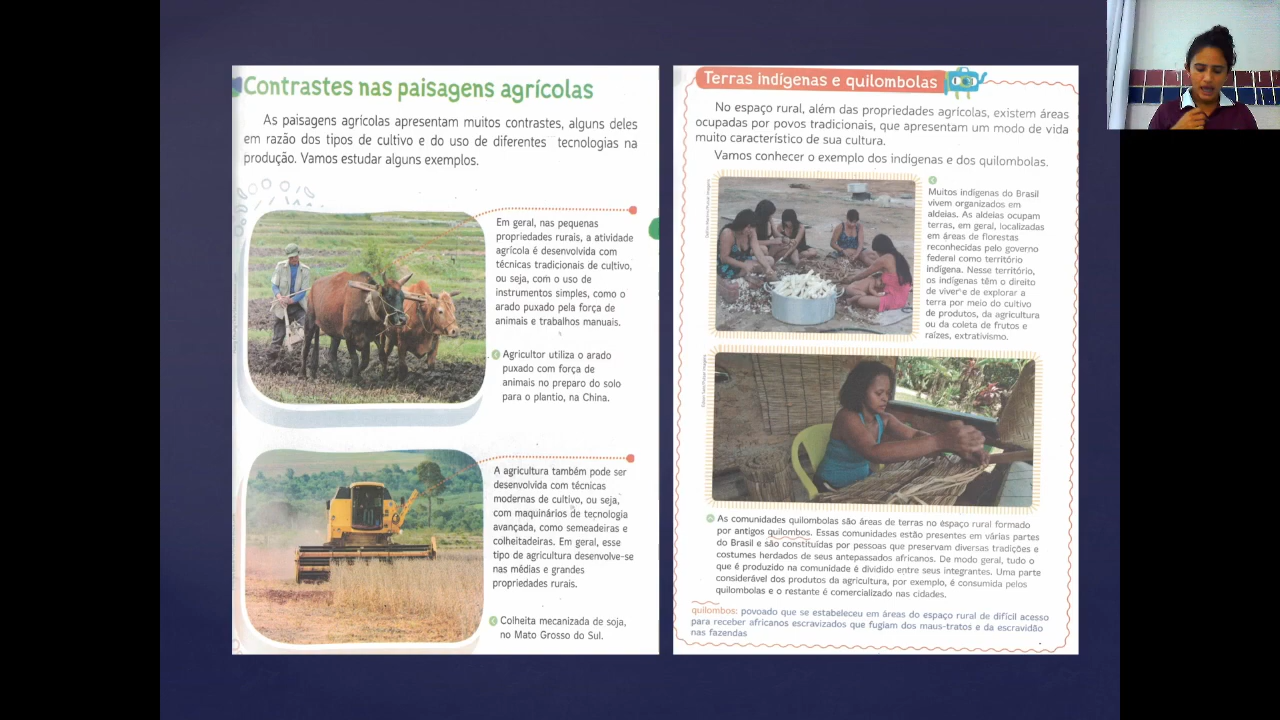 Contrastes nas paisagens agrícolas
As paisagens agrícolas apresentam muitos contrastes, alguns deles
em razão dos tipos de cultivo e do uso de diferentes tecnologias na
produção. Vamos estudar alguns exemplos.
Em geral, nas pequenas
propriedades rurais, a atividade
agrícola é desenvolvida com
técnicas tradicionais de cultivo,
ou seja, com o uso de
instrumentos simples, como o
arado puxado pela força de
animais e trabalhos manuais.
Agricultor utiliza o arado
puxado com força de
animais no preparo do solo
para o plantio, na China.
A agricultura também pode ser
desenvolvida com técnicas
modernas de cultivo, ou seja,
com maquinários de tecnologia
avançada, como semeadeiras e
colheitadeiras. Em geral, esse
tipo de agricultura desenvolve-se
nas médias e grandes
propriedades rurais.
Colheita mecanizada de soja,
no Mato Grosso do Sul.
Terras indígenas e quilombolas
No espaço rural, além das propriedades agrícolas, existem áreas
ocupadas por povos tradicionais, que apresentam um modo de vida
muito característico de sua cultura.
Vamos conhecer o exemplo dos indígenas e dos quilombolas.
Muitos indígenas do Brasil
vivem organizados em
aldeias. As aldeias ocupam
terras, em geral, localizadas
em áreas de florestas
reconhecidas pelo governo
federal como território
indígena. Nesse território,
os indígenas têm o direito
de viver e de explorar a
terra por meio do cultivo
de produtos, da agricultura
ou da coleta de frutos e
raízes, extrativismo.
As comunidades quilombolas são áreas de terras no espaço rural formado
por antigos quilombos. Essas comunidades estão presentes em várias partes
do Brasil e são constituídas por pessoas que preservam diversas tradições e
costumes herdados de seus antepassados africanos. De modo geral, tudo o
que é produzido na comunidade é dividido entre seus integrantes. Uma parte
considerável dos produtos da agricultura, por exemplo, é consumida pelos
quilombolas e o restante é comercializado nas cidades.
quilombos: povoado que se estabeleceu em áreas do espaço rural de difícil acesso
para receber africanos escravizados que fugiam dos maus-tratos e da escravidão
nas fazendas